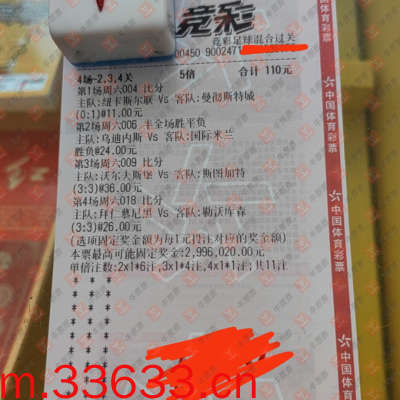 竞彩
竞彩足球混合过关
00450 9002471
4场-2,3,4关 5倍 合计 110元
第1场周六004 比分
主队:纽卡斯尔联 Vs 客队:曼彻斯特城
(0:1)@11.00元
第2场周六006 半全场胜平负
主队:乌迪内斯 Vs 客队:国际米兰
胜负@24.00元
第3场周六009 比分
主队:沃尔夫斯堡 Vs 客队:斯图加特
(3:3)@36.00元
第4场周六018 比分
主队:拜仁慕尼黑 Vs 客队:勒沃库森
(3:3)@26.00元
(选项固定奖金额为每1元投注对应的奖金额)
本票最高可能固定奖金:2,996,020.00元
单倍注数:2x1*6注,3x1*4注,4x1*1注;共11注
中国体育彩票
中国体育彩票
中国体育彩票
m.33633.cn